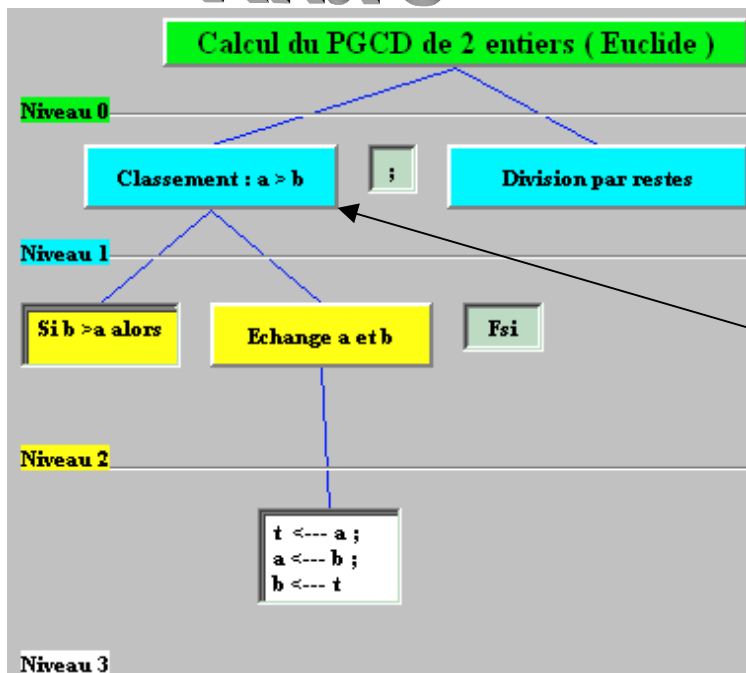 Calcul du PGCD de 2 entiers ( Euclide )
Niveau 0
Classement : a > b
;
Division par restes
Niveau 1
Si b >a alors
Echange a et b
Fsi
Niveau 2
t <--- a ;
a <--- b ;
b <--- t
Niveau 3